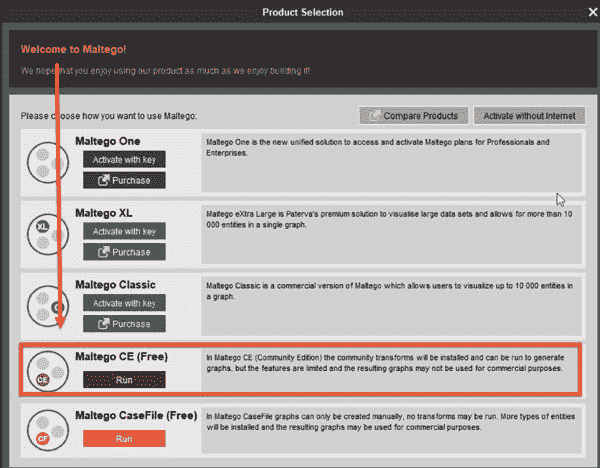 Product Selection
Welcome to Maltego!
We hope that you enjoy using our product as much as we enjoy building it!
Please choose how you want to use Maltego:
Compare Products
Activate without Internet
Maltego One
Activate with key
Purchase
Maltego One is the new unified solution to access and activate Maltego plans for Professionals and
Enterprises.
XL
Maltego XL
Activate with key
Purchase
Maltego eXtra Large is Paterva's premium solution to visualise large data sets and allows for more than 10
000 entities in a single graph.
C
Maltego Classic
Activate with key
Purchase
Maltego Classic is a commercial version of Maltego which allows users to visualize up to 10 000 entities in
a graph.
CE
Maltego CE (Free)
Run
In Maltego CE (Community Edition) the community transforms will be installed and can be run to generate
graphs, but the features are limited and the resulting graphs may not be used for commercial purposes.
CF
Maltego CaseFile (Free)
Run
In Maltego CaseFile graphs can only be created manually, no transforms may be run. More types of entities
will be installed and the resulting graphs may be used for commercial purposes.